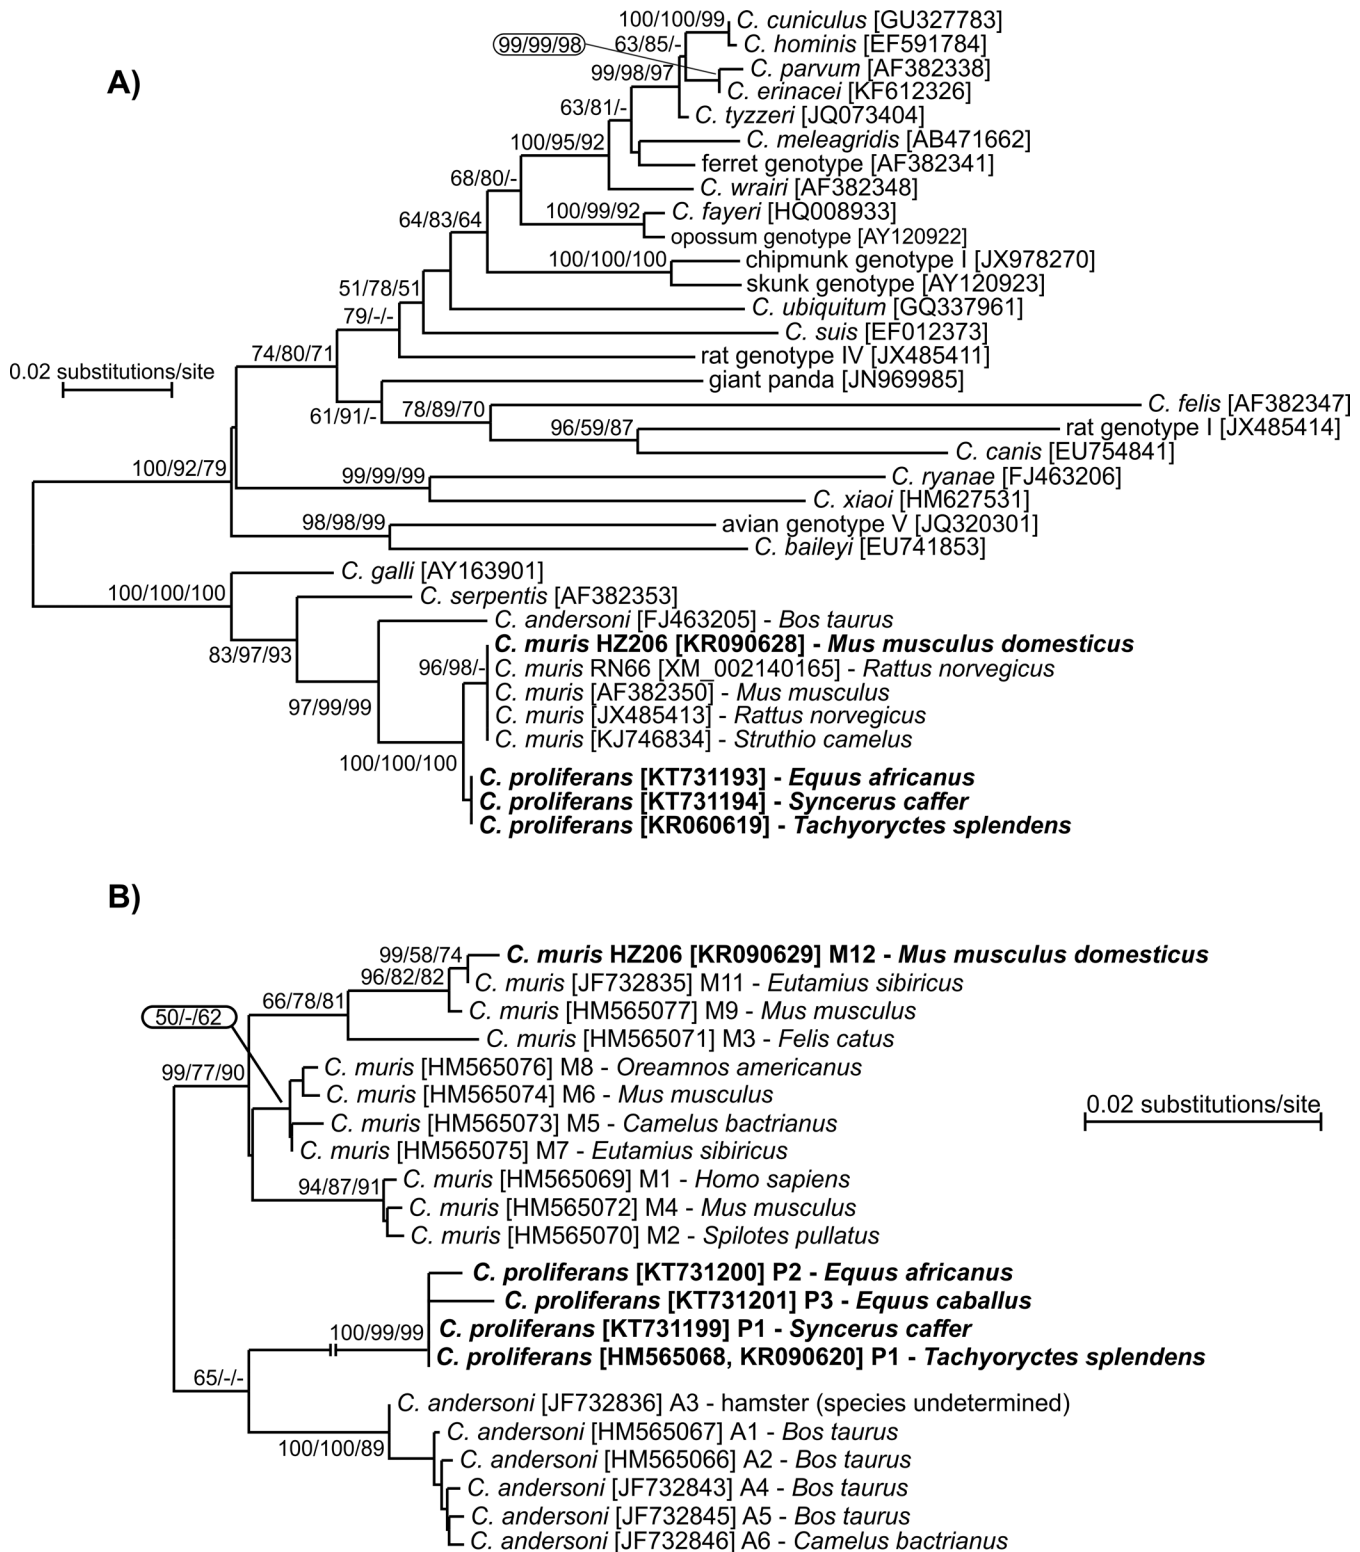 A)
100/100/99
C. cuniculus [GU327783]
99/99/98
63/85/-
C. hominis [EF591784]
99/98/97
C. parvum [AF382338]
C. erinacei [KF612326]
63/81/-
C. tyzzeri [JQ073404]
100/95/92
C. meleagridis [AB471662]
ferret genotype [AF382341]
68/80/-
C. wrairi [AF382348]
64/83/64
100/99/92
C. fayeri [HQ008933]
opossum genotype [AY120922]
100/100/100
chipmunk genotype I [JX978270]
skunk genotype [AY120923]
51/78/51
C. ubiquitum [GQ337961]
79/-/-
C. suis [EF012373]
74/80/71
rat genotype IV [JX485411]
0.02 substitutions/site
giant panda [JN969985]
61/91/-
78/89/70
C. felis [AF382347]
96/59/87
rat genotype I [JX485414]
C. canis [EU754841]
100/92/79
99/99/99
C. ryanae [FJ463206]
C. xiaoi [HM627531]
98/98/99
avian genotype V [JQ320301]
C. baileyi [EU741853]
C. galli [AY163901]
100/100/100
C. serpentis [AF382353]
C. andersoni [FJ463205] - Bos taurus
83/97/93
C. muris HZ206 [KR090628] - Mus musculus domesticus
96/98/-
C. muris RN66 [XM_002140165] - Rattus norvegicus
C. muris [AF382350] - Mus musculus
97/99/99
C. muris [JX485413] - Rattus norvegicus
C. muris [KJ746834] - Struthio camelus
100/100/100
C. proliferans [KT731193] - Equus africanus
C. proliferans [KT731194] - Syncerus caffer
C. proliferans [KR060619] - Tachyoryctes splendens
B)
99/58/74
C. muris HZ206 [KR090629] M12 - Mus musculus domesticus
96/82/82
C. muris [JF732835] M11 - Eutamius sibiricus
66/78/81
C. muris [HM565077] M9 - Mus musculus
50/-/62
C. muris [HM565071] M3 - Felis catus
99/77/90
C. muris [HM565076] M8 - Oreamnos americanus
C. muris [HM565074] M6 - Mus musculus
0.02 substitutions/site
C. muris [HM565073] M5 - Camelus bactrianus
C. muris [HM565075] M7 - Eutamius sibiricus
94/87/91
C. muris [HM565069] M1 - Homo sapiens
C. muris [HM565072] M4 - Mus musculus
C. muris [HM565070] M2 - Spilotes pullatus
C. proliferans [KT731200] P2 - Equus africanus
C. proliferans [KT731201] P3 - Equus caballus
100/99/99
C. proliferans [KT731199] P1 - Syncerus caffer
C. proliferans [HM565068, KR090620] P1 - Tachyoryctes splendens
65/-/-
C. andersoni [JF732836] A3 - hamster (species undetermined)
100/100/89
C. andersoni [HM565067] A1 - Bos taurus
C. andersoni [HM565066] A2 - Bos taurus
C. andersoni [JF732843] A4 - Bos taurus
C. andersoni [JF732845] A5 - Bos taurus
C. andersoni [JF732846] A6 - Camelus bactrianus